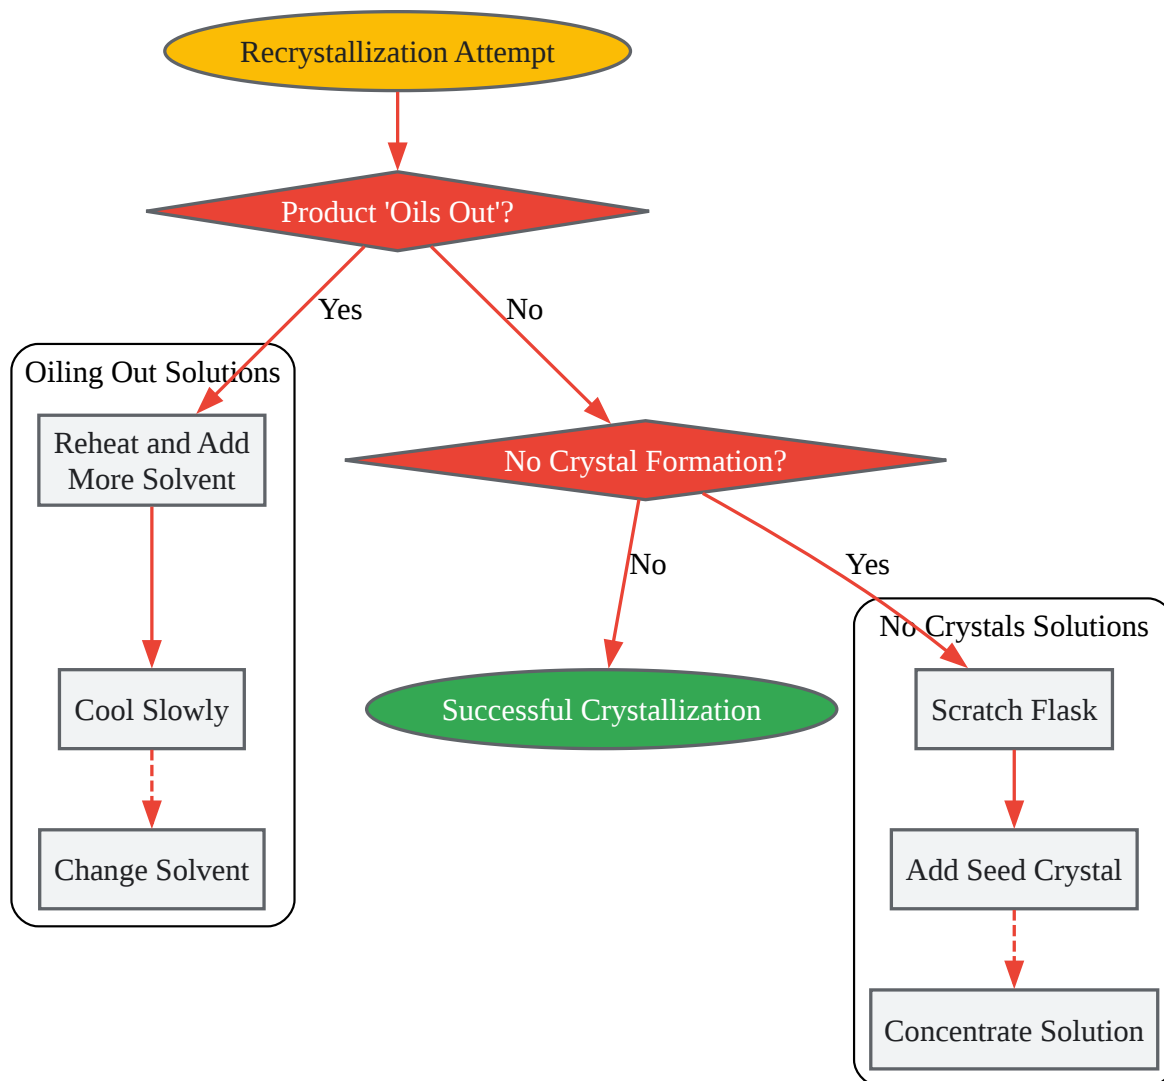 Recrystallization Attempt
Product 'Oils Out'?
Yes
No
Oiling Out Solutions
Reheat and Add
More Solvent
No Crystal Formation?
No
Yes
No Crystals Solutions
Cool Slowly
Successful Crystallization
Scratch Flask
Change Solvent
Add Seed Crystal
Concentrate Solution